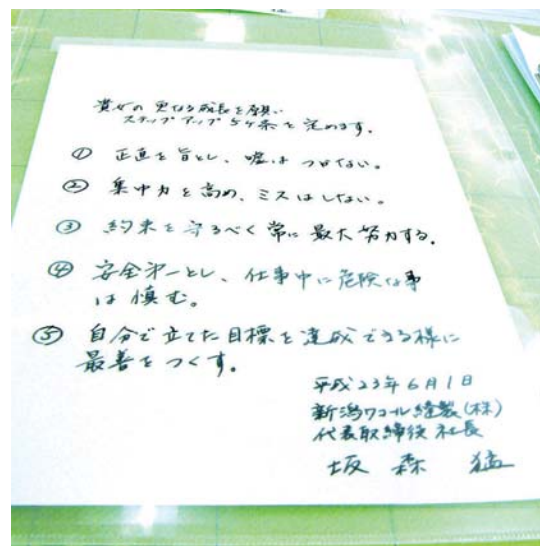 貴女の更なる成長を願い
ステップアップ5ヶ条を定めます。
① 正直を旨とし、嘘はつかない。
② 集中力を高め、ミスはしない。
③ 約束を守るべく常に最大努力する。
④ 安全第一とし、仕事中に危険な事
は慎む。
⑤ 自分で立てた目標を達成できる様に
最善をつくす。
平成23年6月1日
新潟ワコール縫製(株)
代表取締役 社長
坂森 猛